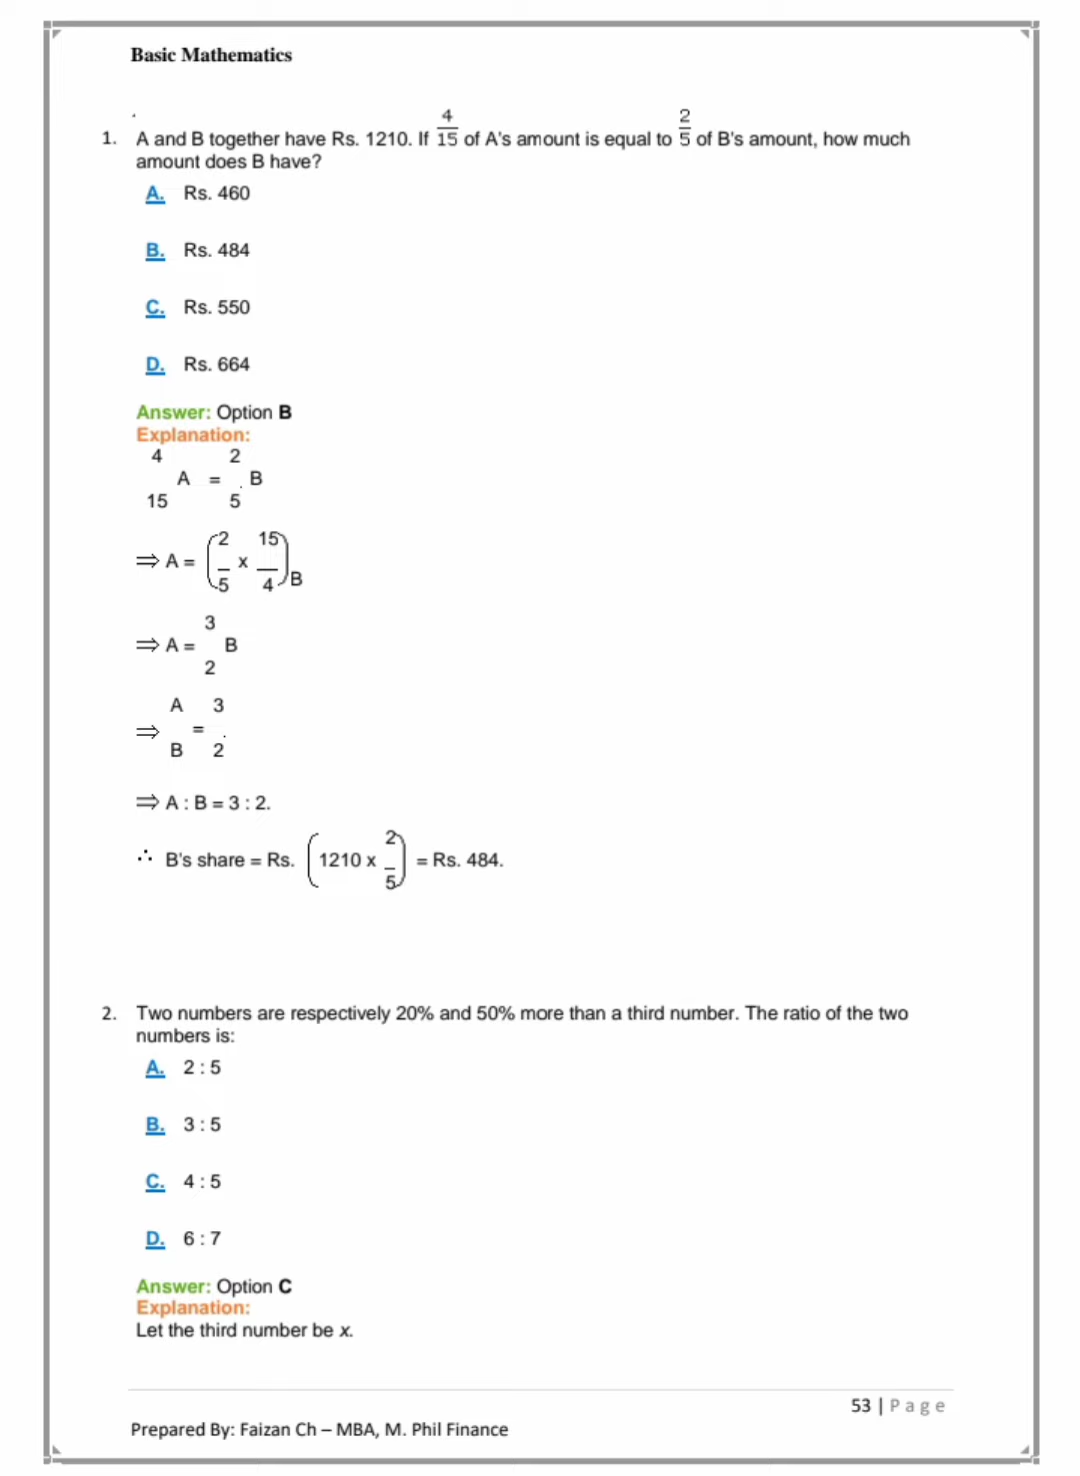 Basic Mathematics
1. A and B together have Rs. 1210. If 4/15 of A's amount is equal to 2/5 of B's amount, how much
amount does B have?
A. Rs. 460
B. Rs. 484
C. Rs. 550
D. Rs. 664
Answer: Option B
Explanation:
4 2
A = . B
15 5
⇒ A = (2/5 x 15/4) B
3
⇒ A = B
2
A 3
⇒ = .
B 2
⇒ A : B = 3 : 2.
∴ B's share = Rs. (1210 x 2/5) = Rs. 484.
2. Two numbers are respectively 20% and 50% more than a third number. The ratio of the two
numbers is:
A. 2 : 5
B. 3 : 5
C. 4 : 5
D. 6 : 7
Answer: Option C
Explanation:
Let the third number be x.
53 | Page
Prepared By: Faizan Ch – MBA, M. Phil Finance